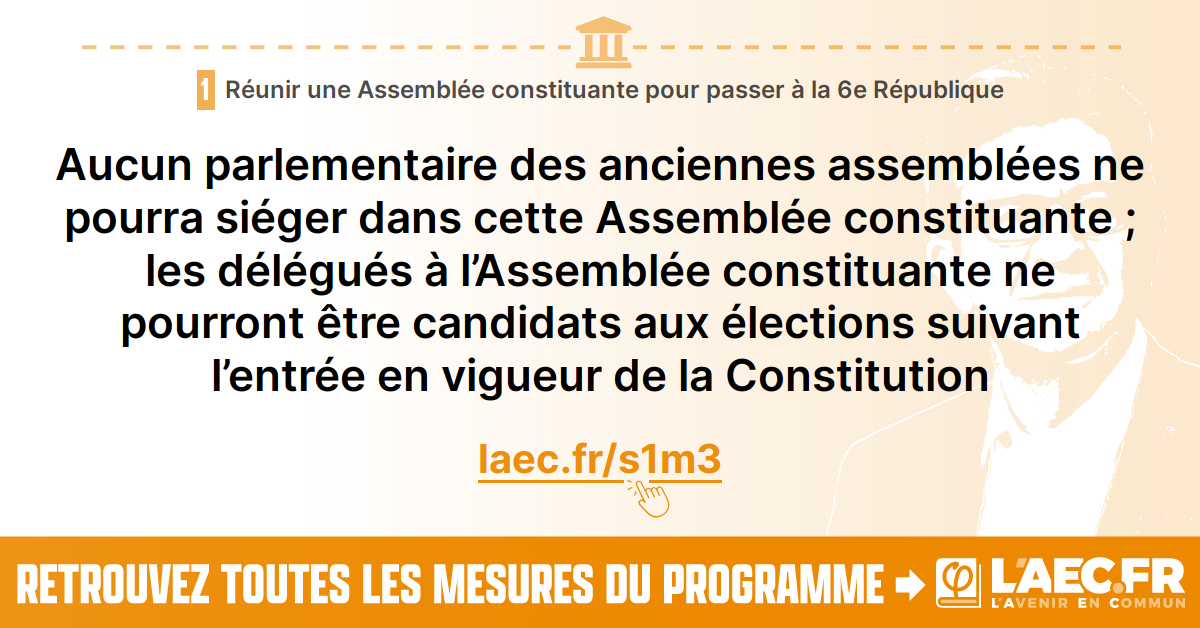 1 Réunir une Assemblée constituante pour passer à la 6e République
Aucun parlementaire des anciennes assemblées ne
pourra siéger dans cette Assemblée constituante ;
les délégués à l’Assemblée constituante ne
pourront être candidats aux élections suivant
l’entrée en vigueur de la Constitution
laec.fr/s1m3
RETROUVEZ TOUTES LES MESURES DU PROGRAMME
φ
L'AEC.FR
L'AVENIR EN COMMUN